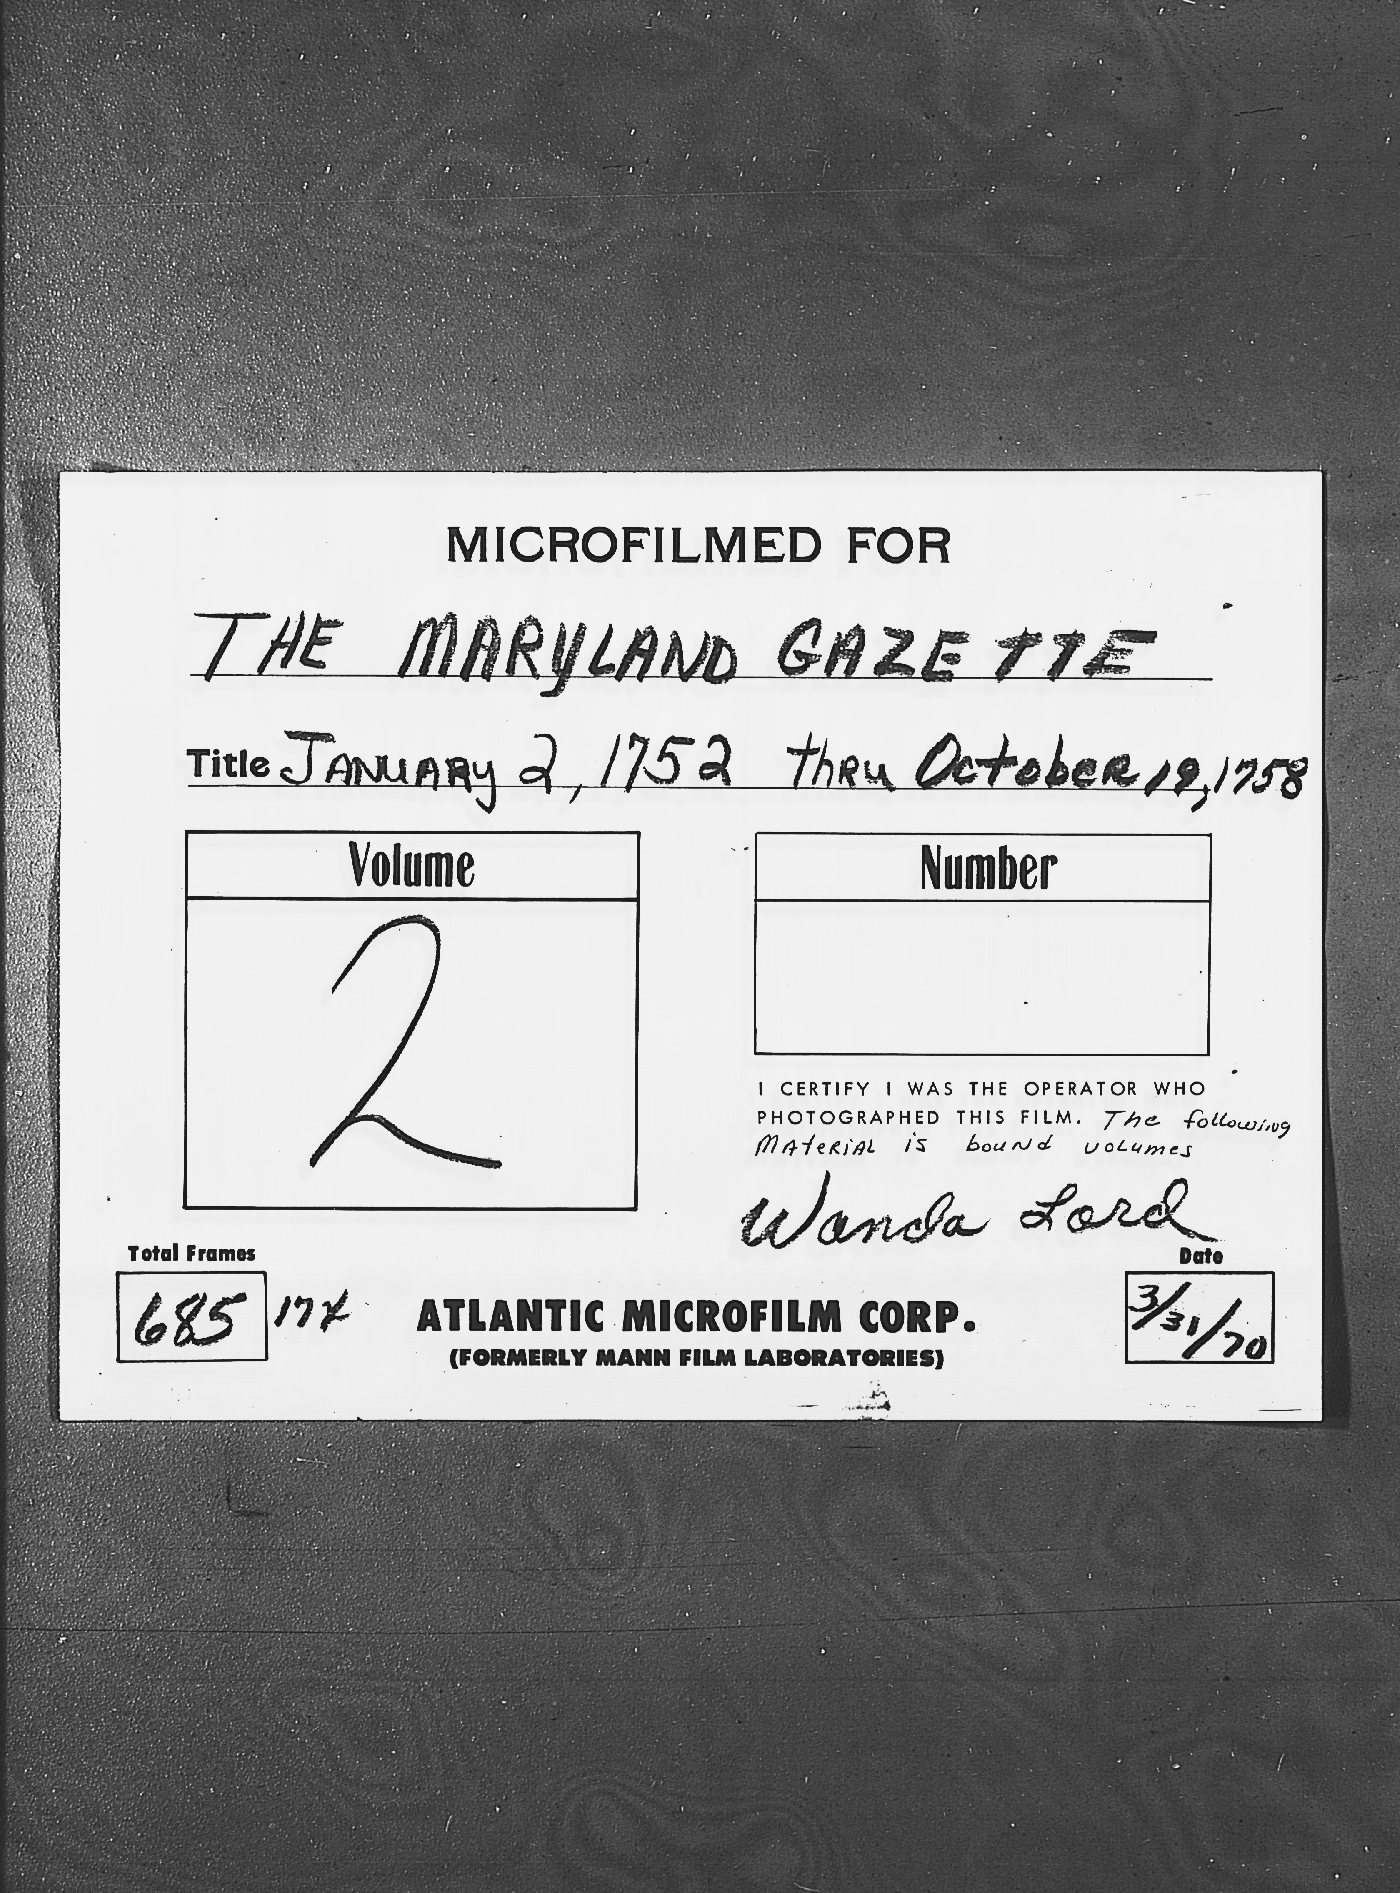 MICROFILMED FOR
THE MARYLAND GAZETTE
Title JANUARY 2, 1752 thru October 19, 1758
Volume
Number
2
I CERTIFY I WAS THE OPERATOR WHO
PHOTOGRAPHED THIS FILM. The following
Material is bound volumes
Wanda Lord
Total Frames
Date
685
17X
3/31/70
ATLANTIC MICROFILM CORP.
(FORMERLY MANN FILM LABORATORIES)